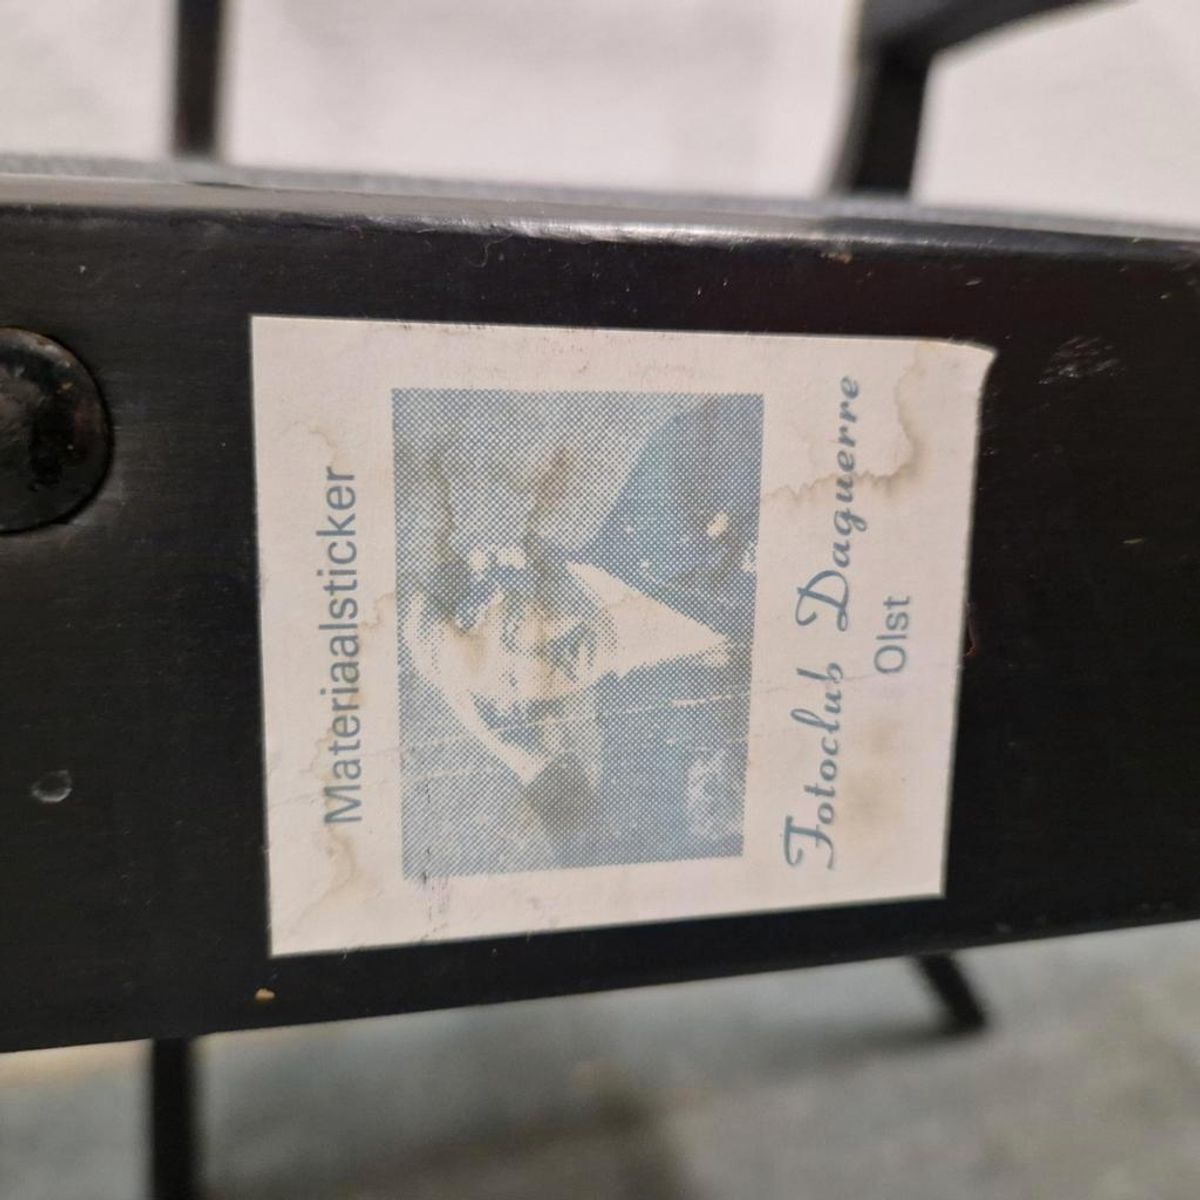 Materiaalsticker
Fotoclub Daguerre
Olst